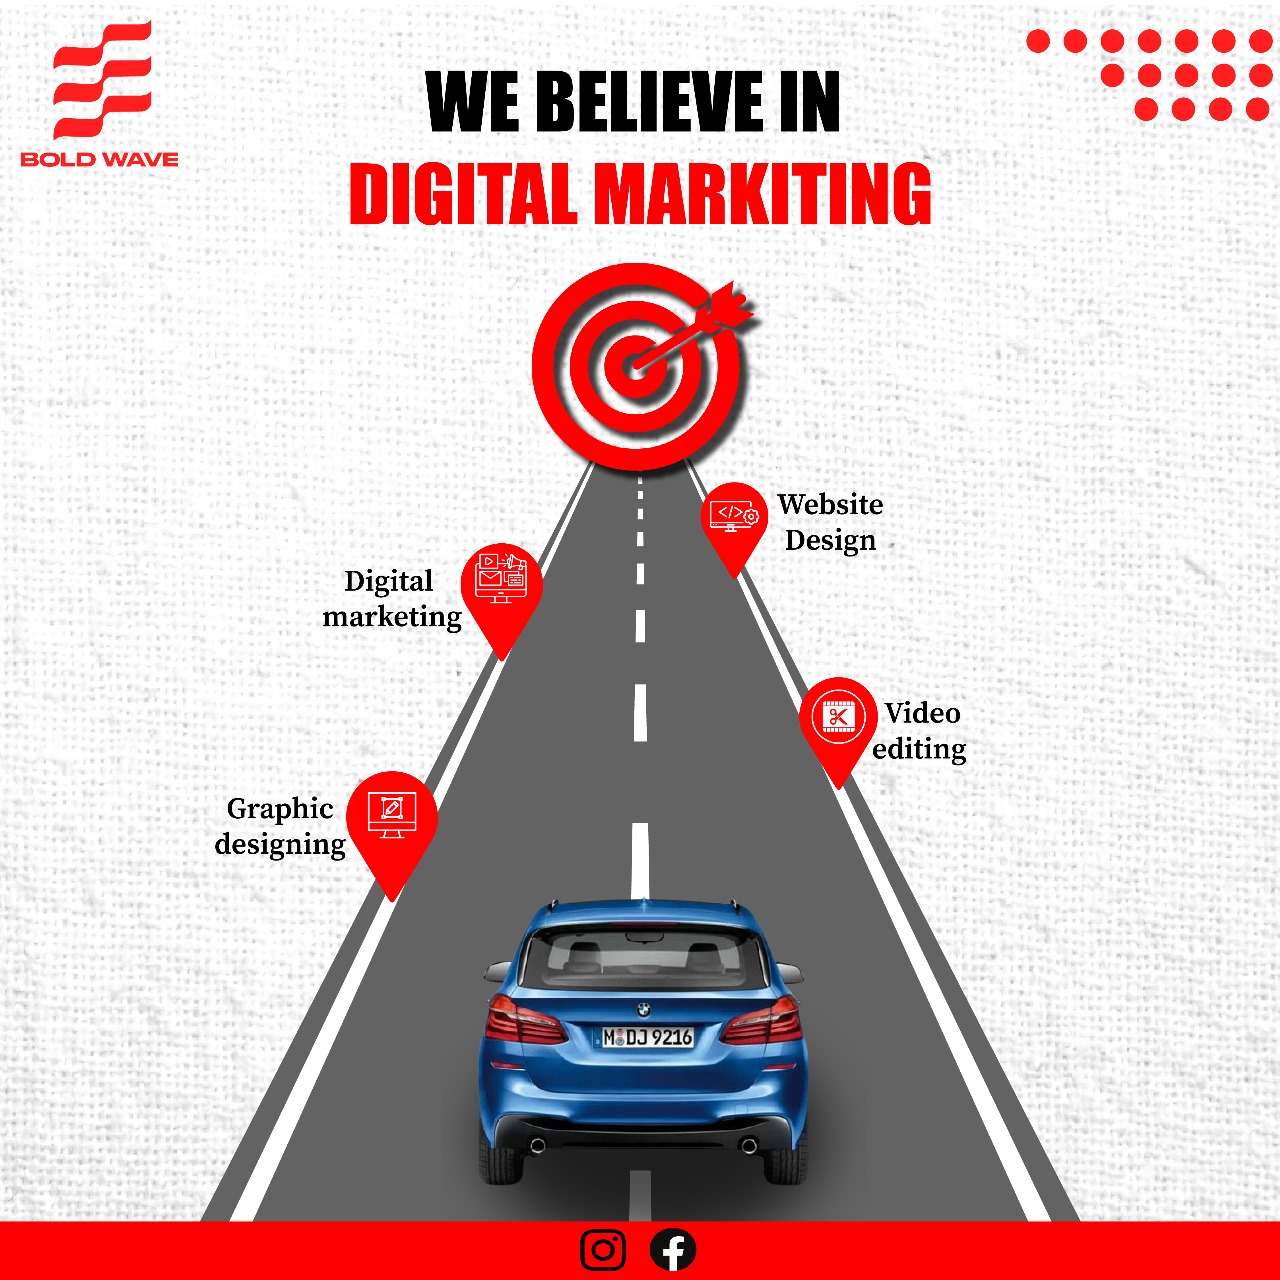 BOLD WAVE
WE BELIEVE IN
DIGITAL MARKITING
Website
Design
Digital
marketing
Video
editing
Graphic
designing
M DJ 9216